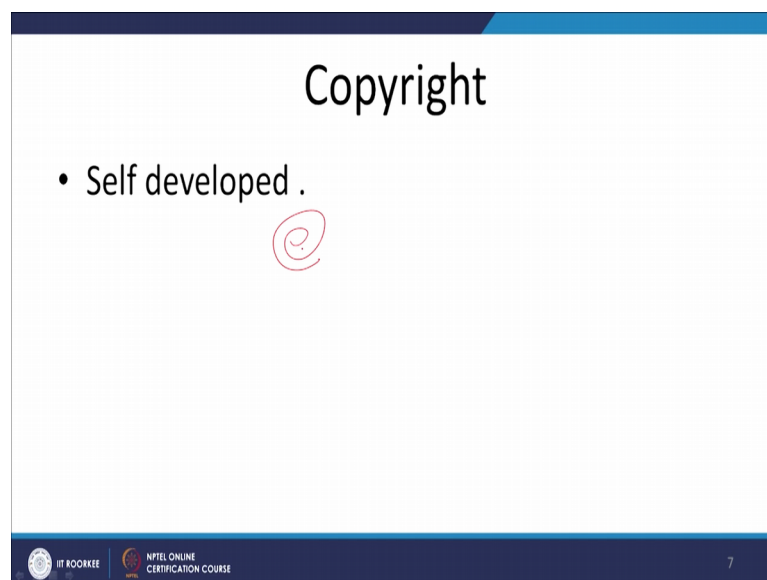 Copyright
• Self developed .
IIT ROORKEE
NPTEL ONLINE
CERTIFICATION COURSE
7